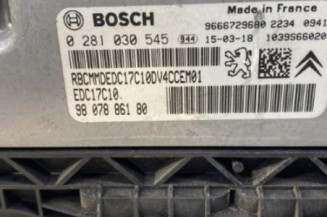 Made in France
BOSCH
9666729680 2234 0941
0 281 030 545 944 15-03-18 1039S66020
RBCMMDEDC17C10DV4CCEM01
EDC17C10.
98 078 861 80